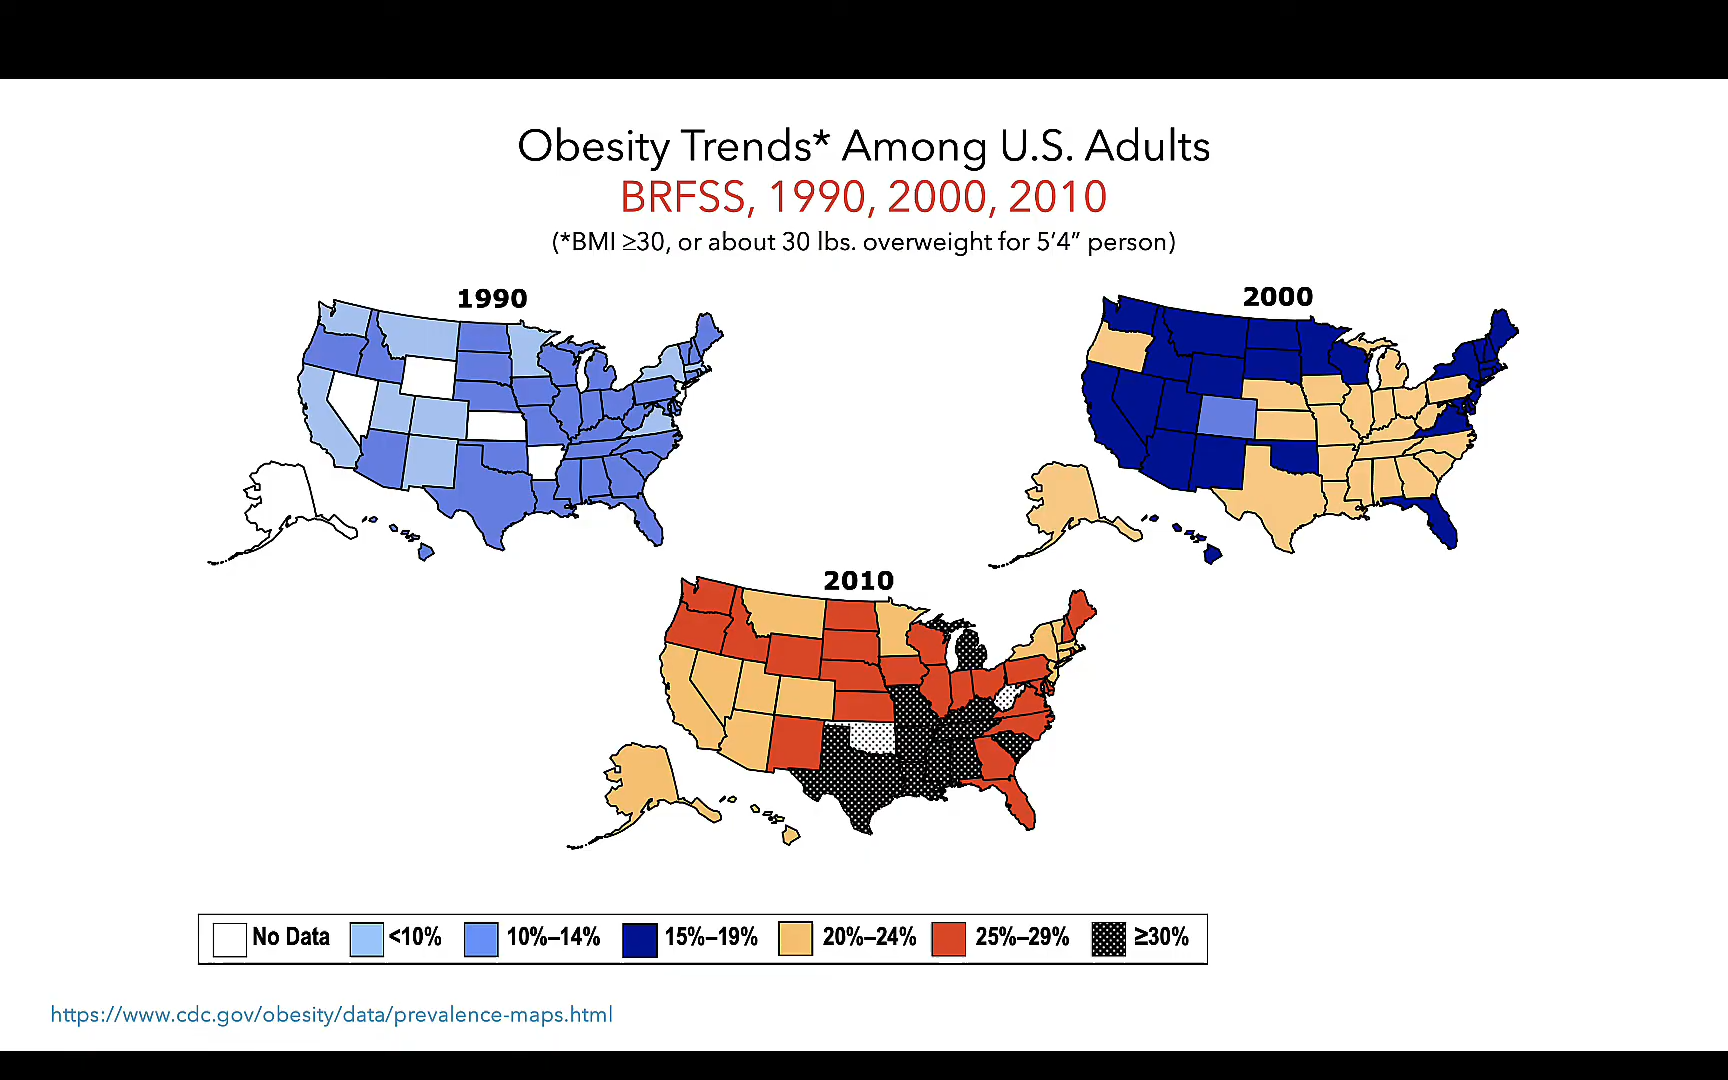 Obesity Trends* Among U.S. Adults
BRFSS, 1990, 2000, 2010
(*BMI ≥30, or about 30 lbs. overweight for 5’4” person)
1990
2000
2010
No Data <10% 10%–14% 15%–19% 20%–24% 25%–29% ≥30%
https://www.cdc.gov/obesity/data/prevalence-maps.html